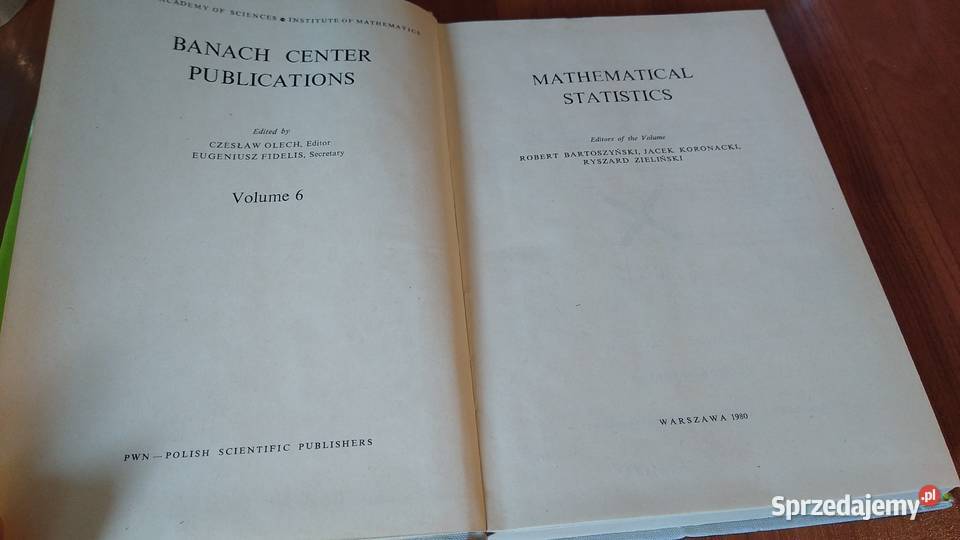 ACADEMY OF SCIENCES • INSTITUTE OF MATHEMATICS
BANACH CENTER
PUBLICATIONS
Edited by
CZESŁAW OLECH, Editor
EUGENIUSZ FIDELIS, Secretary
Volume 6
PWN — POLISH SCIENTIFIC PUBLISHERS
MATHEMATICAL
STATISTICS
Editors of the Volume
ROBERT BARTOSZYŃSKI, JACEK KORONACKI,
RYSZARD ZIELIŃSKI
WARSZAWA 1980
Sprzedajemy.pl